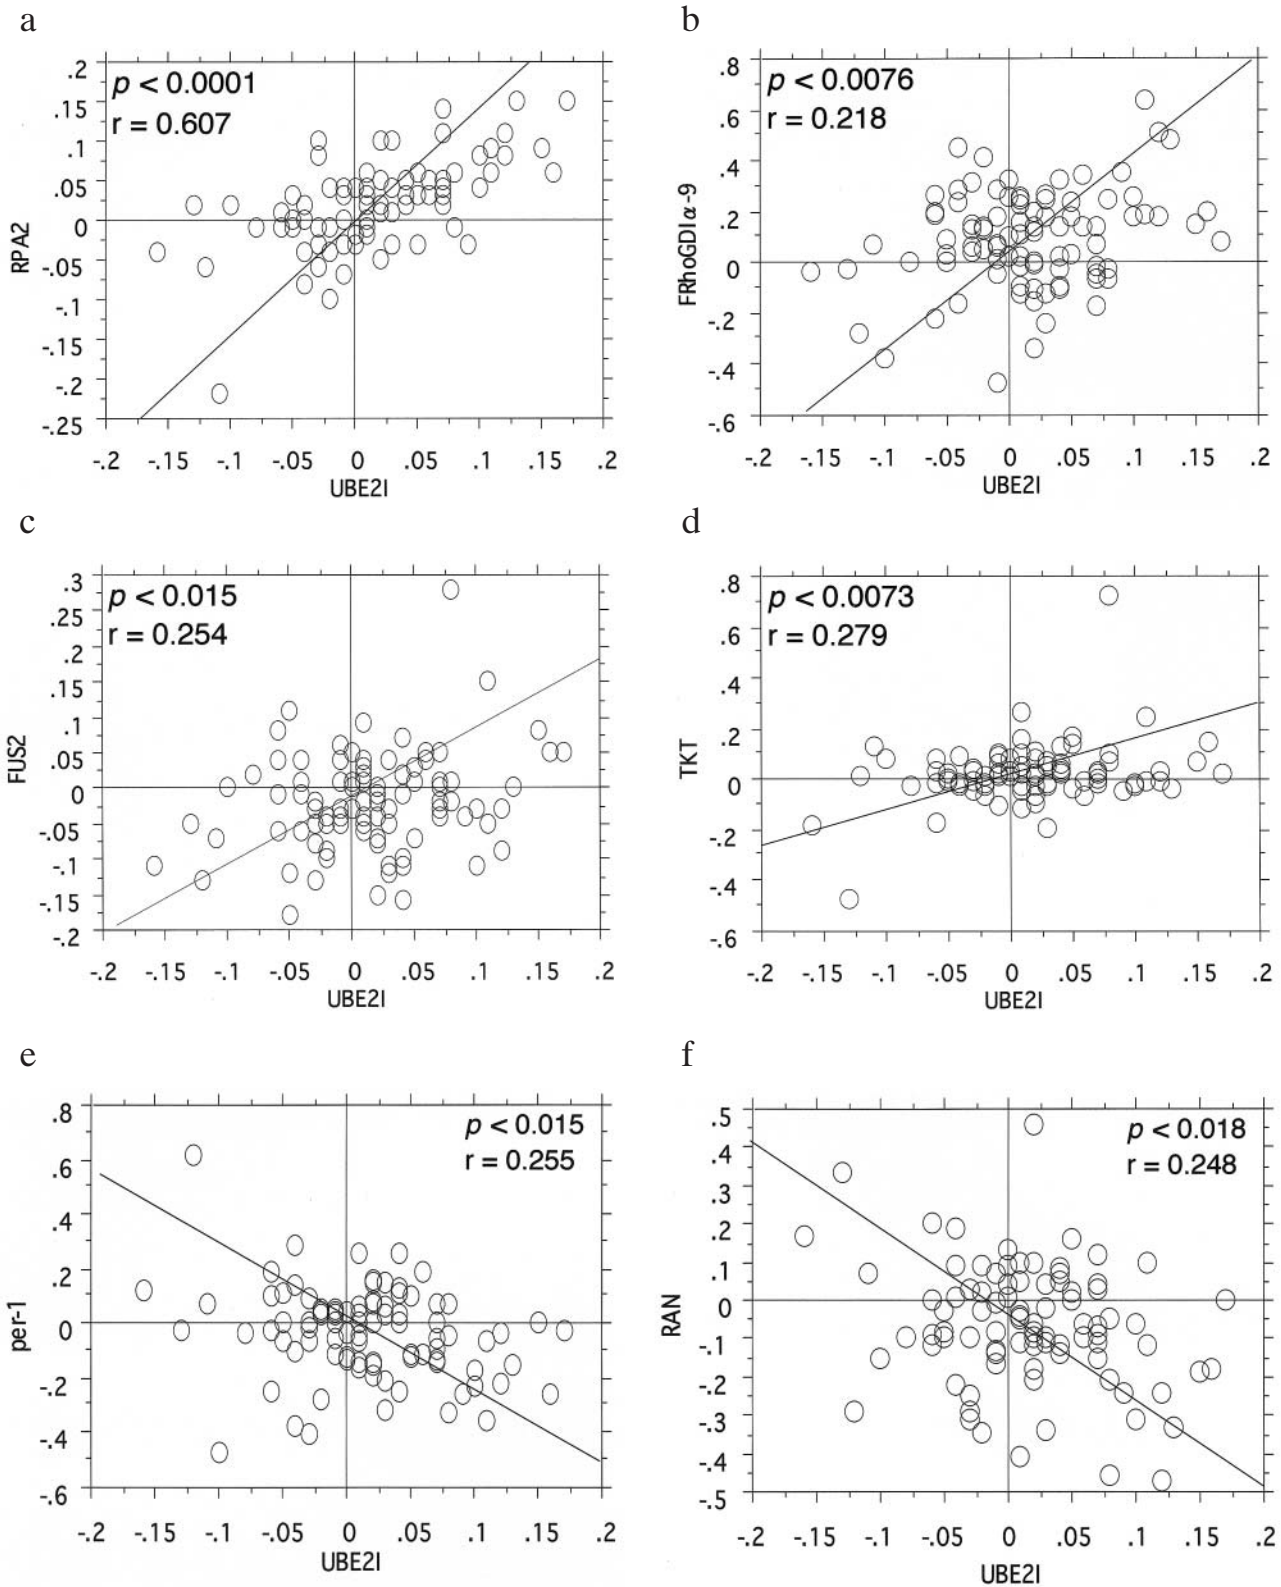 a
p < 0.0001
r = 0.607
.2
.15
.1
.05
0
-.05
-.1
-.15
-.2
-.25
RPA2
-.2 -.15 -.1 -.05 0 .05 .1 .15 .2
UBE2I
b
p < 0.0076
r = 0.218
.8
.6
.4
.2
0
-.2
-.4
-.6
FRhoGDIα-9
-.2 -.15 -.1 -.05 0 .05 .1 .15 .2
UBE2I
c
p < 0.015
r = 0.254
.3
.25
.2
.15
.1
.05
0
-.05
-.1
-.15
-.2
FUS2
-.2 -.15 -.1 -.05 0 .05 .1 .15 .2
UBE2I
d
p < 0.0073
r = 0.279
.8
.6
.4
.2
0
-.2
-.4
-.6
TKT
-.2 -.15 -.1 -.05 0 .05 .1 .15 .2
UBE2I
e
p < 0.015
r = 0.255
.8
.6
.4
.2
0
-.2
-.4
-.6
per-1
-.2 -.15 -.1 -.05 0 .05 .1 .15 .2
UBE2I
f
p < 0.018
r = 0.248
.5
.4
.3
.2
.1
0
-.1
-.2
-.3
-.4
-.5
RAN
-.2 -.15 -.1 -.05 0 .05 .1 .15 .2
UBE2I